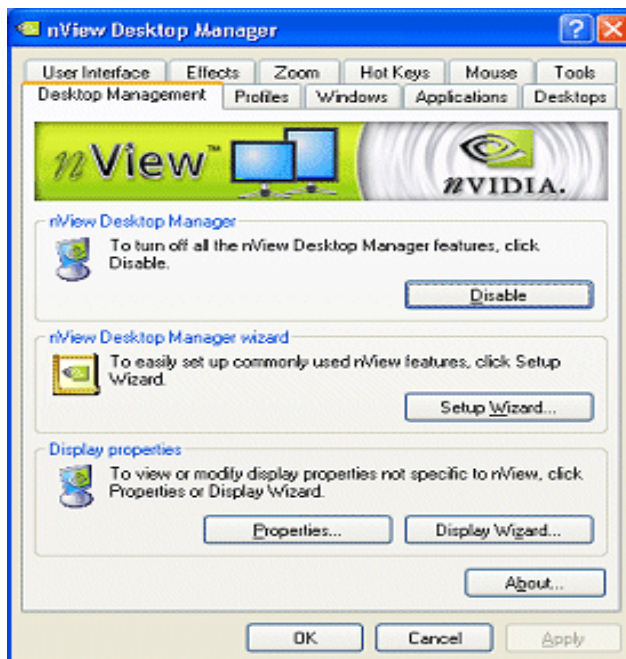 nView Desktop Manager
User Interface Effects Zoom Hot Keys Mouse Tools
Desktop Management Profiles Windows Applications Desktops
nView™
nVIDIA.
nView Desktop Manager
To turn off all the nView Desktop Manager features, click
Disable.
Disable
nView Desktop Manager wizard
To easily set up commonly used nView features, click Setup
Wizard.
Setup Wizard...
Display properties
To view or modify display properties not specific to nView, click
Properties or Display Wizard.
Properties... Display Wizard...
About...
OK Cancel Apply